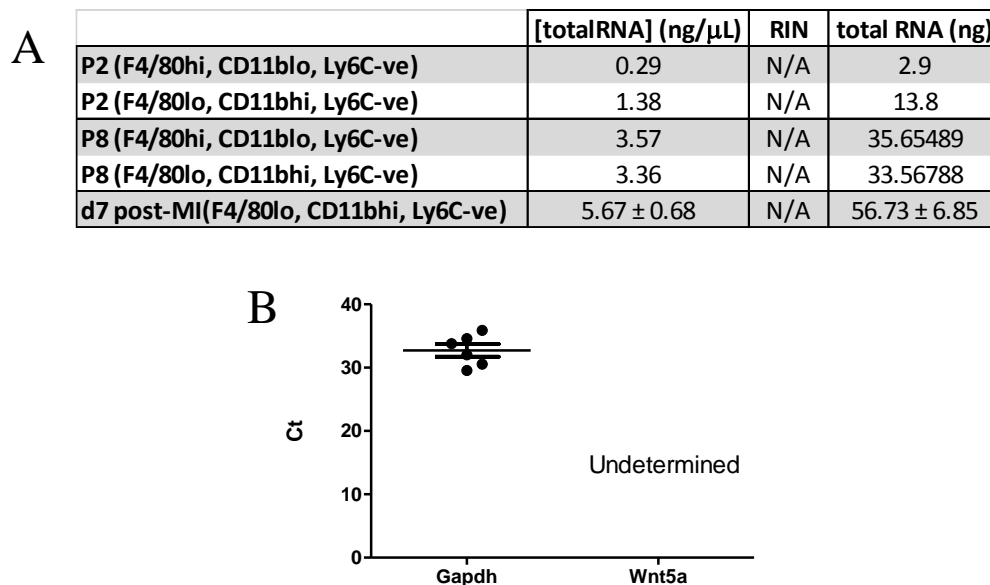 A
[totalRNA] (ng/μL) RIN total RNA (ng)
P2 (F4/80hi, CD11blo, Ly6C-ve) 0.29 N/A 2.9
P2 (F4/80lo, CD11bhi, Ly6C-ve) 1.38 N/A 13.8
P8 (F4/80hi, CD11blo, Ly6C-ve) 3.57 N/A 35.65489
P8 (F4/80lo, CD11bhi, Ly6C-ve) 3.36 N/A 33.56788
d7 post-MI(F4/80lo, CD11bhi, Ly6C-ve) 5.67 ± 0.68 N/A 56.73 ± 6.85
B
40
30
20
10
0
Ct
Undetermined
Gapdh Wnt5a